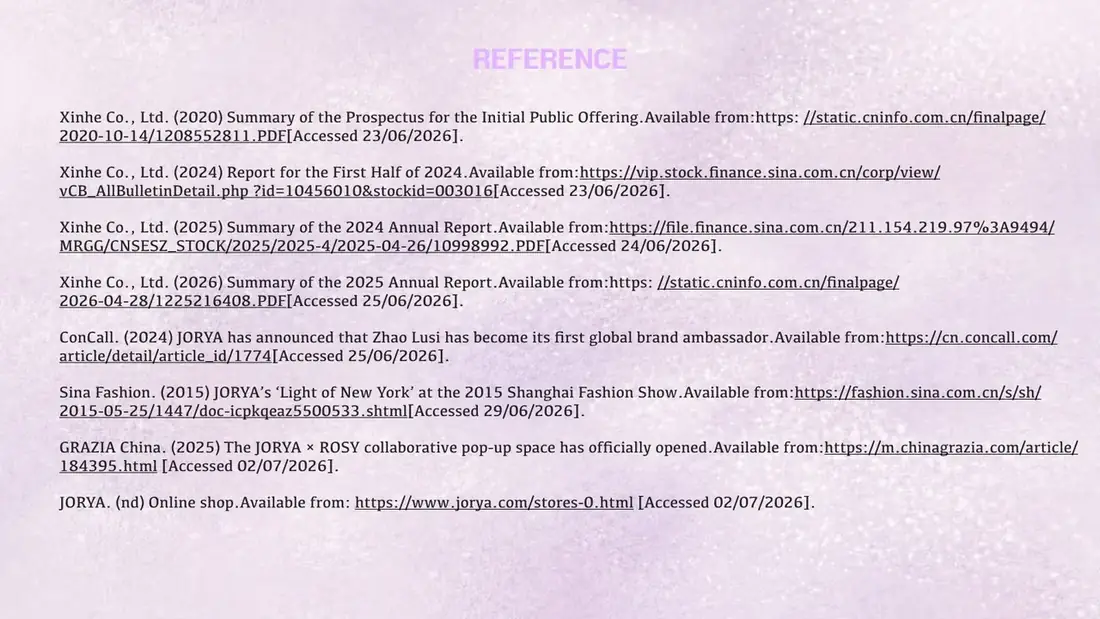 REFERENCE
Xinhe Co., Ltd. (2020) Summary of the Prospectus for the Initial Public Offering.Available from:https: //static.cninfo.com.cn/finalpage/
2020-10-14/1208552811.PDF[Accessed 23/06/2026].
Xinhe Co., Ltd. (2024) Report for the First Half of 2024.Available from:https://vip.stock.finance.sina.com.cn/corp/view/
vCB_AllBulletinDetail.php ?id=10456010&stockid=003016[Accessed 23/06/2026].
Xinhe Co., Ltd. (2025) Summary of the 2024 Annual Report.Available from:https://file.finance.sina.com.cn/211.154.219.97%3A9494/
MRGG/CNSESZ_STOCK/2025/2025-4/2025-04-26/10998992.PDF[Accessed 24/06/2026].
Xinhe Co., Ltd. (2026) Summary of the 2025 Annual Report.Available from:https: //static.cninfo.com.cn/finalpage/
2026-04-28/1225216408.PDF[Accessed 25/06/2026].
ConCall. (2024) JORYA has announced that Zhao Lusi has become its first global brand ambassador.Available from:https://cn.concall.com/
article/detail/article_id/1774[Accessed 25/06/2026].
Sina Fashion. (2015) JORYA’s ‘Light of New York’ at the 2015 Shanghai Fashion Show.Available from:https://fashion.sina.com.cn/s/sh/
2015-05-25/1447/doc-icpkqeaz5500533.shtml[Accessed 29/06/2026].
GRAZIA China. (2025) The JORYA × ROSY collaborative pop-up space has officially opened.Available from:https://m.chinagrazia.com/article/
184395.html [Accessed 02/07/2026].
JORYA. (nd) Online shop.Available from: https://www.jorya.com/stores-0.html [Accessed 02/07/2026].